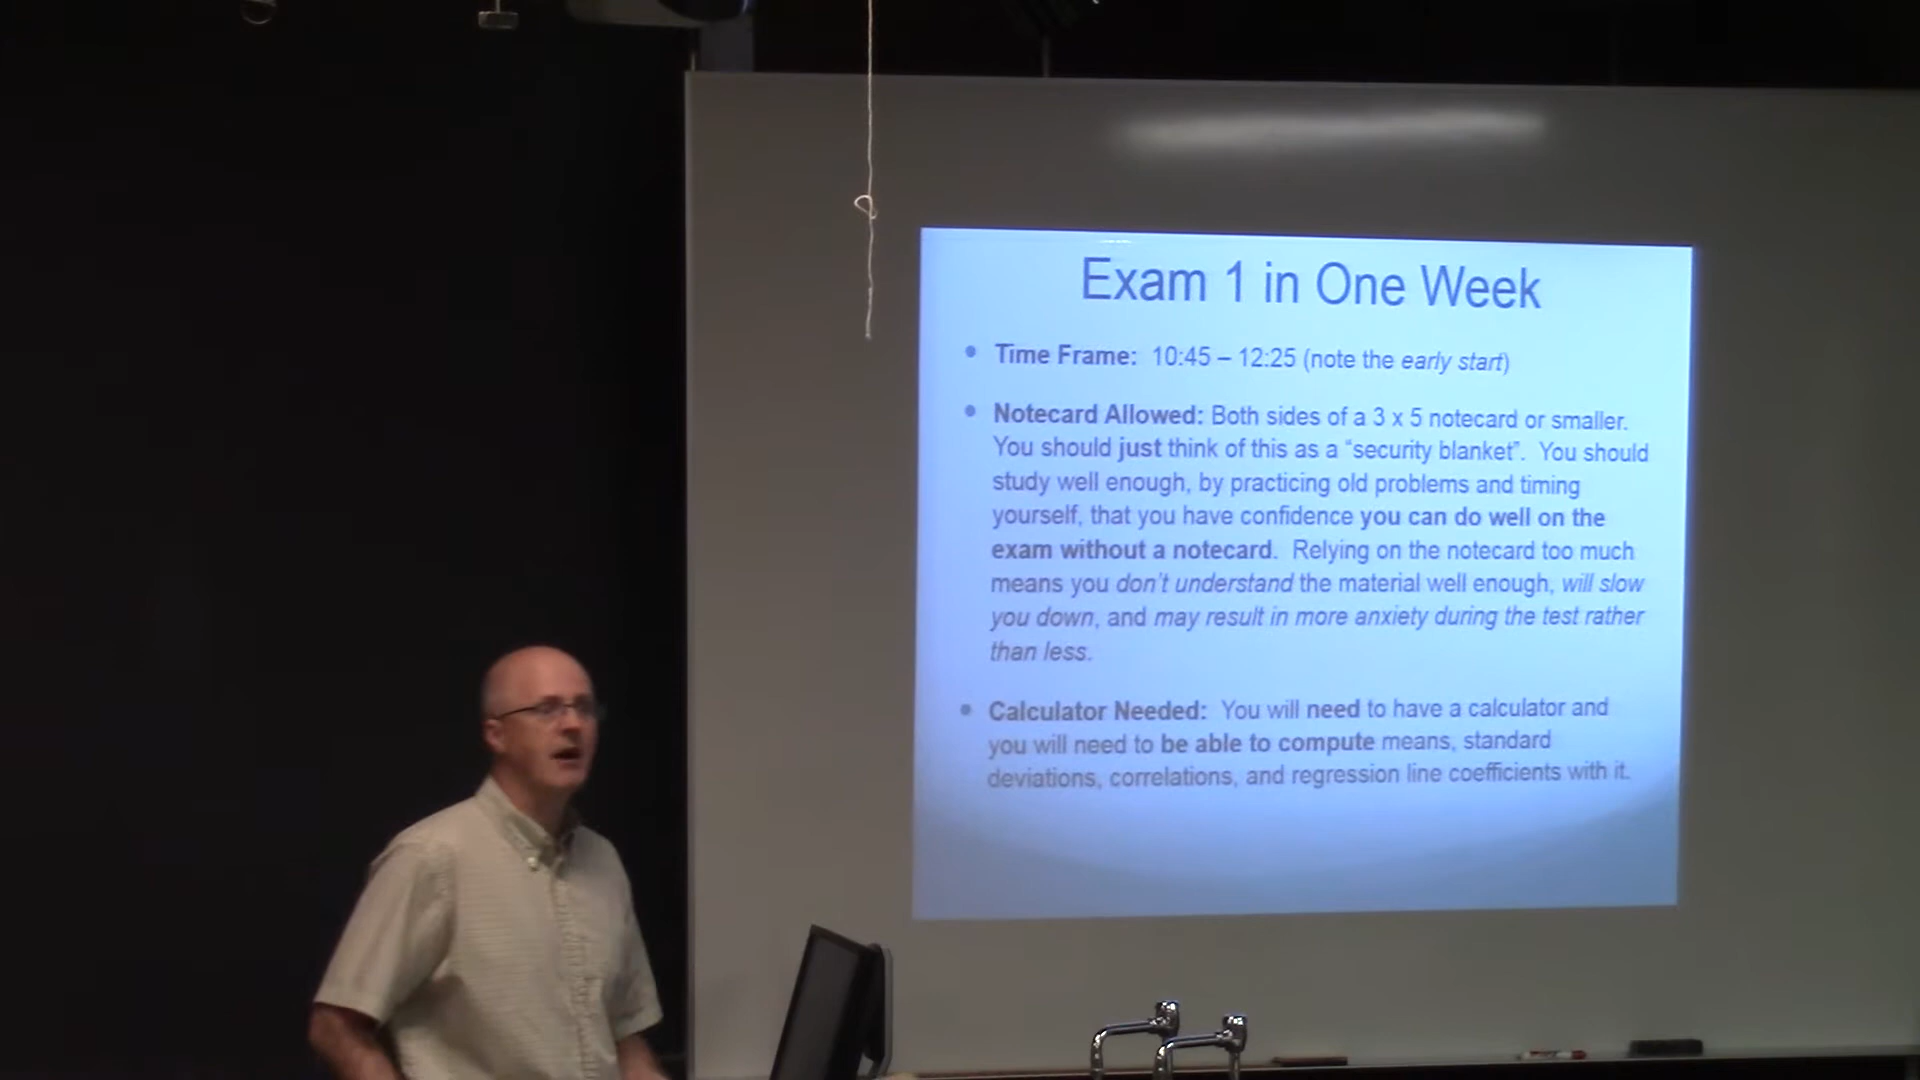 Exam 1 in One Week
• Time Frame: 10:45 – 12:25 (note the early start)
• Notecard Allowed: Both sides of a 3 x 5 notecard or smaller.
You should just think of this as a “security blanket”. You should
study well enough, by practicing old problems and timing
yourself, that you have confidence you can do well on the
exam without a notecard. Relying on the notecard too much
means you don’t understand the material well enough, will slow
you down, and may result in more anxiety during the test rather
than less.
• Calculator Needed: You will need to have a calculator and
you will need to be able to compute means, standard
deviations, correlations, and regression line coefficients with it.